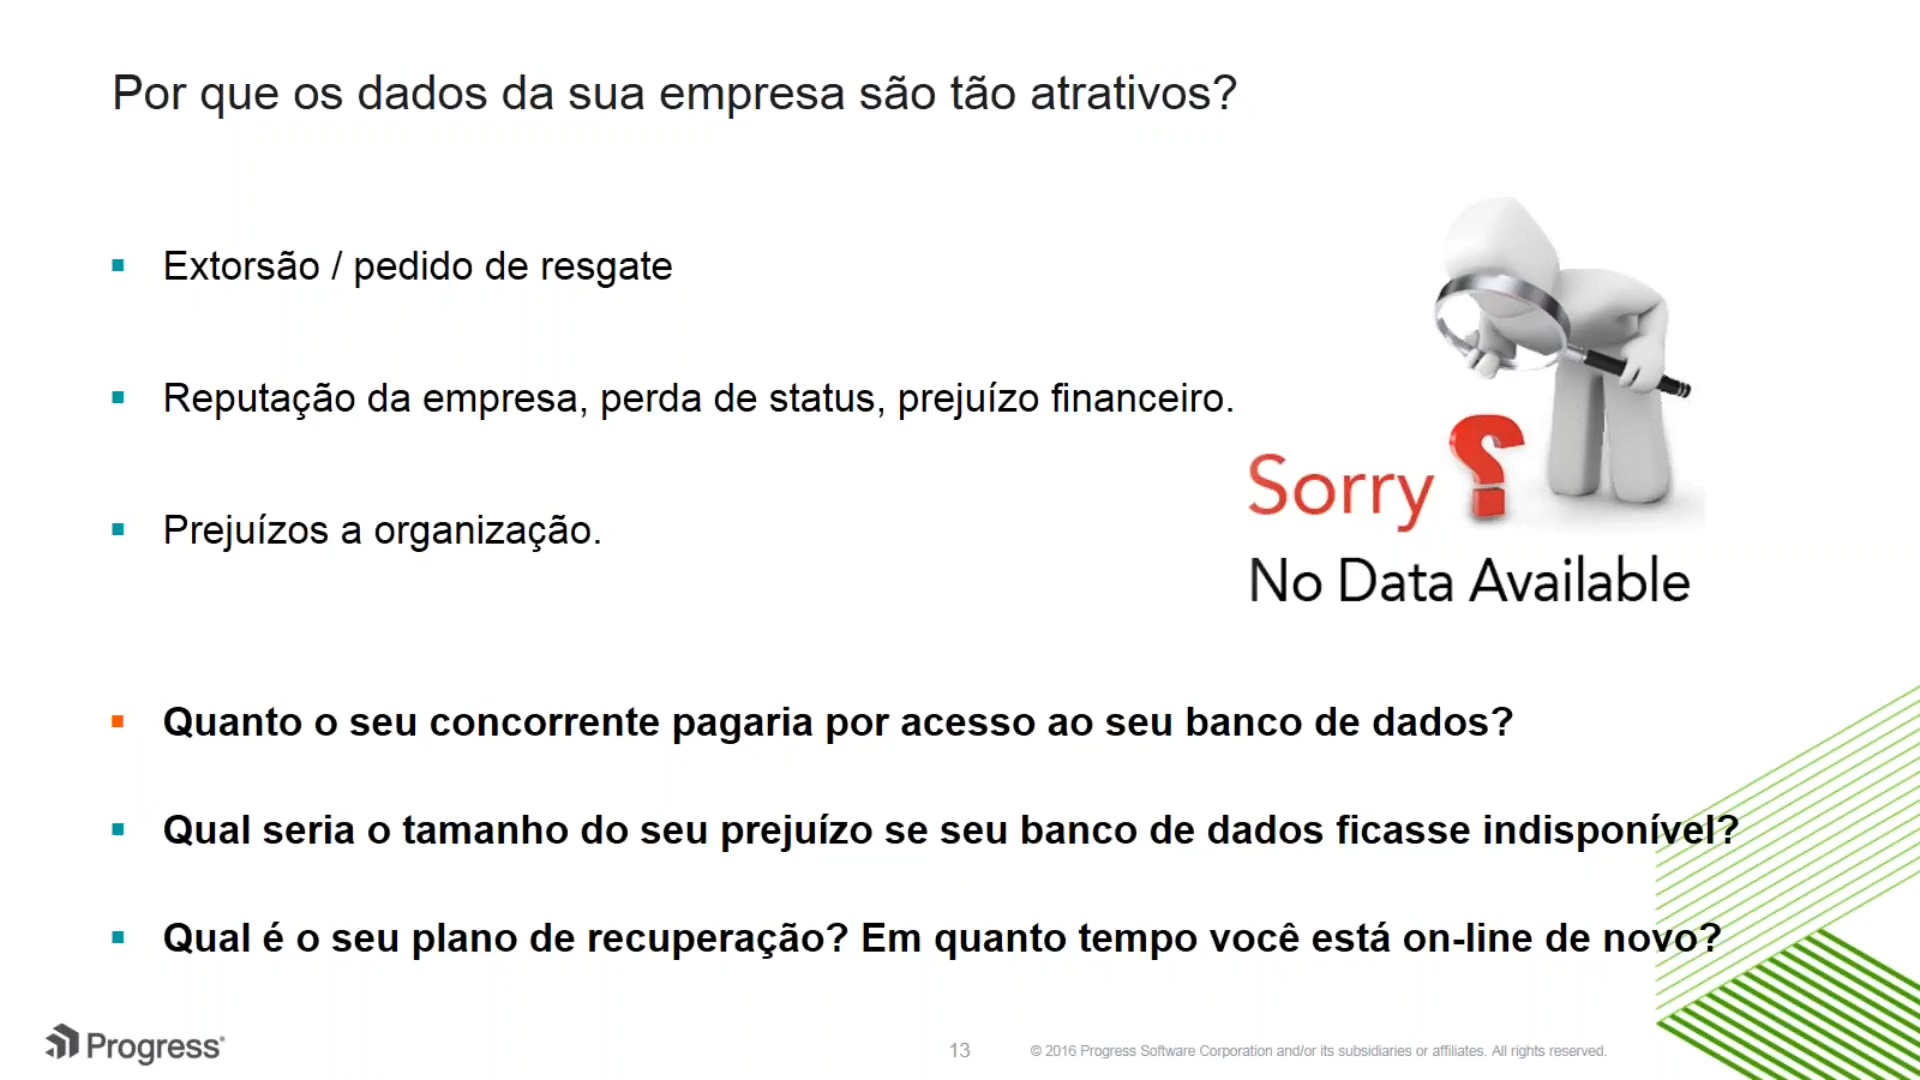 Por que os dados da sua empresa são tão atrativos?
Extorsão / pedido de resgate
Reputação da empresa, perda de status, prejuízo financeiro.
Prejuízos a organização.
Sorry ?
No Data Available
Quanto o seu concorrente pagaria por acesso ao seu banco de dados?
Qual seria o tamanho do seu prejuízo se seu banco de dados ficasse indisponível?
Qual é o seu plano de recuperação? Em quanto tempo você está on-line de novo?
Progress
13
© 2016 Progress Software Corporation and/or its subsidiaries or affiliates. All rights reserved.